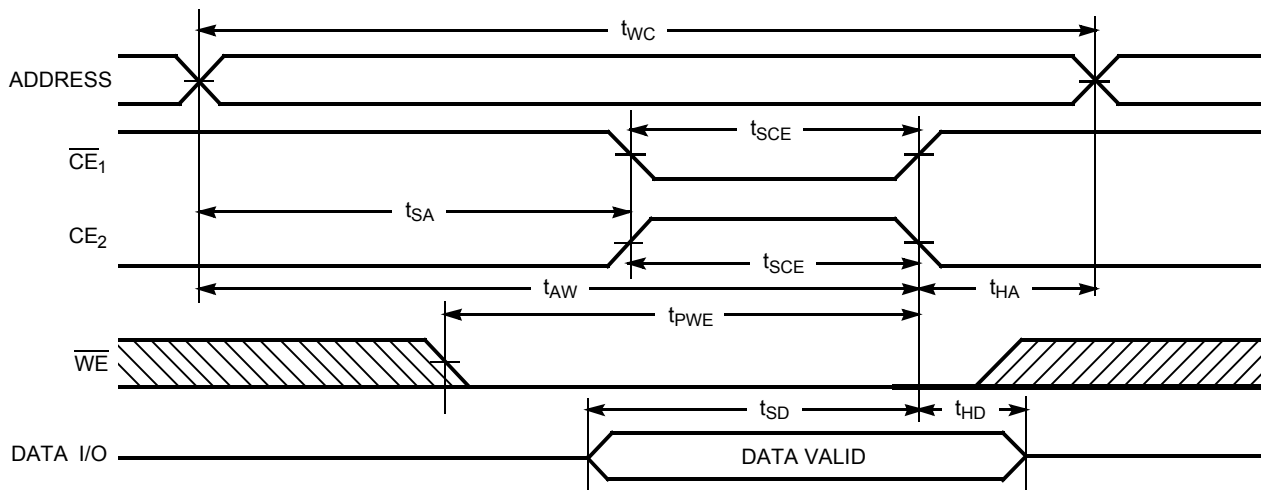 tWC
ADDRESS
tSCE
CE1
tSA
CE2
tSCE
tAW
tHA
tPWE
WE
tSD
tHD
DATA I/O
DATA VALID